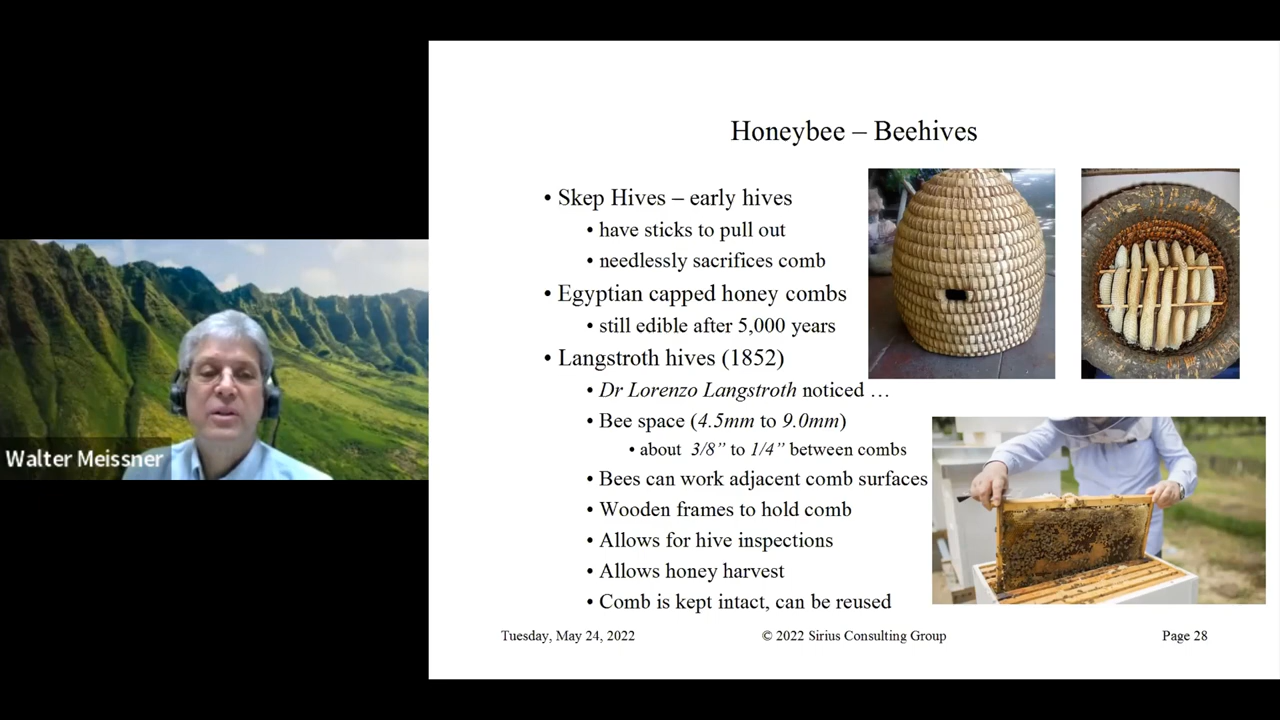 Honeybee – Beehives
• Skep Hives – early hives
• have sticks to pull out
• needlessly sacrifices comb
• Egyptian capped honey combs
• still edible after 5,000 years
• Langstroth hives (1852)
• Dr Lorenzo Langstroth noticed …
• Bee space (4.5mm to 9.0mm)
• about 3/8” to 1/4” between combs
• Bees can work adjacent comb surfaces
• Wooden frames to hold comb
• Allows for hive inspections
• Allows honey harvest
• Comb is kept intact, can be reused
Tuesday, May 24, 2022
© 2022 Sirius Consulting Group
Page 28
Walter Meissner